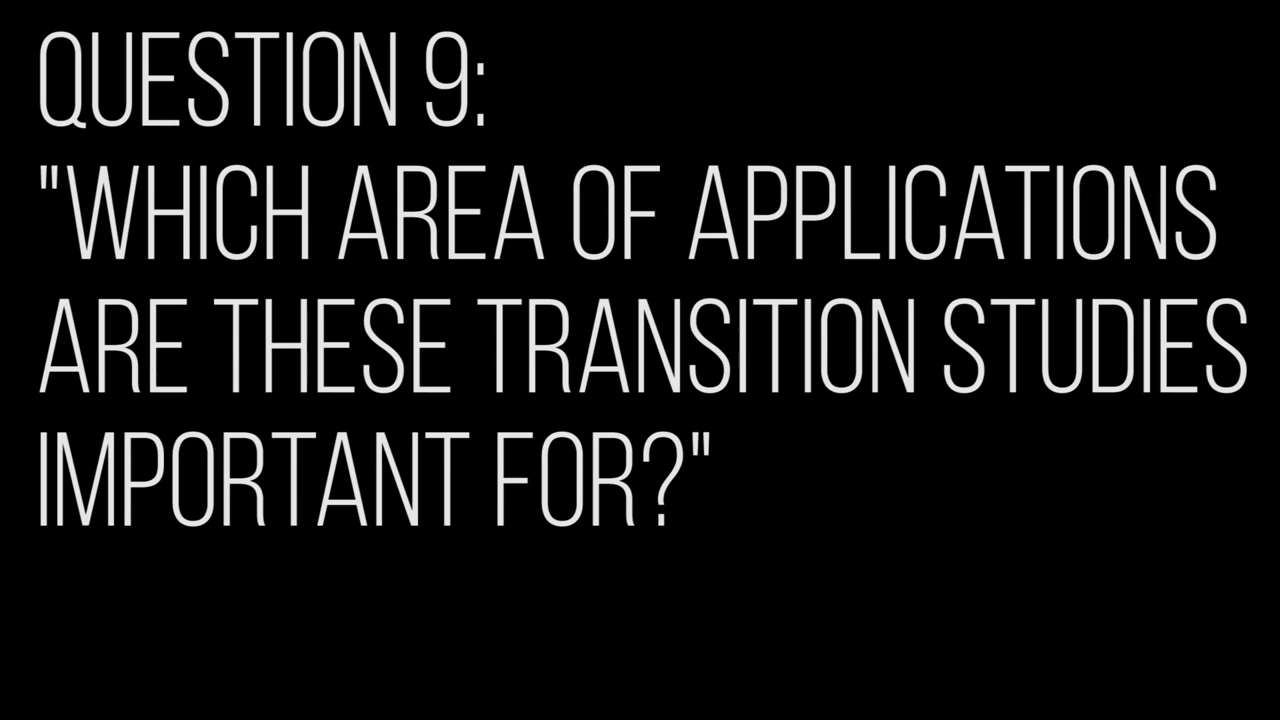 QUESTION 9:
"WHICH AREA OF APPLICATIONS
ARE THESE TRANSITION STUDIES
IMPORTANT FOR?"